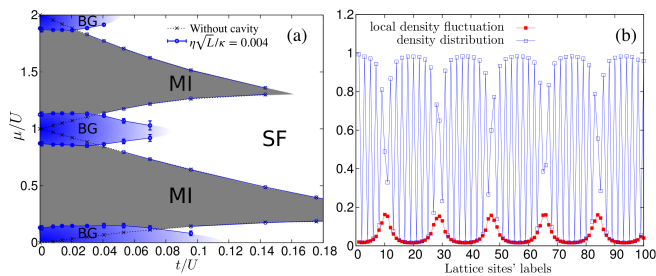 (a)
Without cavity
η√L/κ = 0.004
BG
MI
BG
SF
MI
BG
μ/U
2
1.5
1
0.5
0
0 0.02 0.04 0.06 0.08 0.1 0.12 0.14 0.16 0.18
t/U
(b)
local density fluctuation
density distribution
1.2
1
0.8
0.6
0.4
0.2
0
0 10 20 30 40 50 60 70 80 90 100
Lattice sites' labels